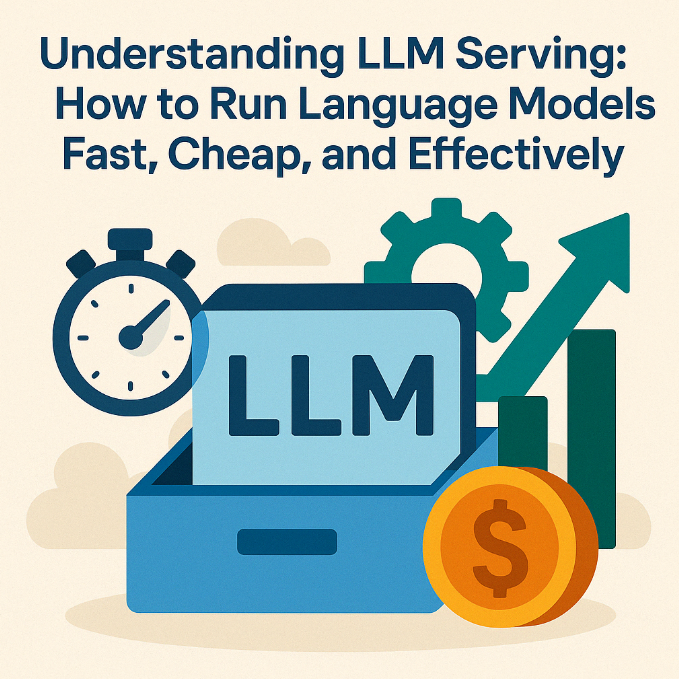 Understanding LLM Serving:
How to Run Language Models
Fast, Cheap, and Effectively
LLM
$